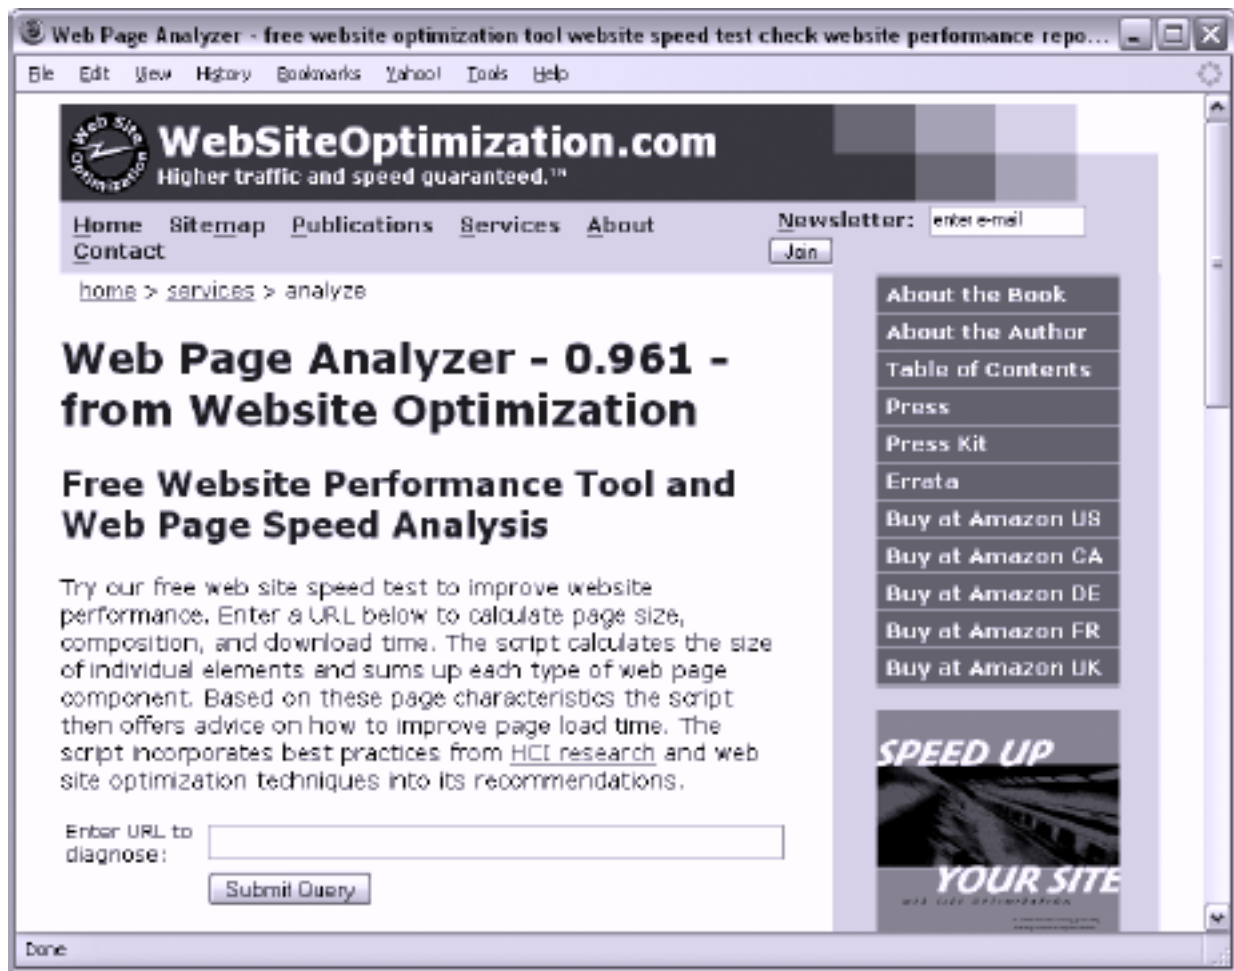 Web Page Analyzer - free website optimization tool website speed test check website performance repo...
File Edit View History Bookmarks Yahoo! Tools Help
Web Site Optimization
WebSiteOptimization.com
Higher traffic and speed guaranteed.™
Home Sitemap Publications Services About
Contact
Newsletter: enter e-mail
Join
home > services > analyze
Web Page Analyzer - 0.961 -
from Website Optimization
Free Website Performance Tool and
Web Page Speed Analysis
Try our free web site speed test to improve website
performance. Enter a URL below to calculate page size,
composition, and download time. The script calculates the size
of individual elements and sums up each type of web page
component. Based on these page characteristics the script
then offers advice on how to improve page load time. The
script incorporates best practices from HCI research and web
site optimization techniques into its recommendations.
Enter URL to
diagnose:
Submit Query
About the Book
About the Author
Table of Contents
Press
Press Kit
Errata
Buy at Amazon US
Buy at Amazon CA
Buy at Amazon DE
Buy at Amazon FR
Buy at Amazon UK
SPEED UP
YOUR SITE
web site optimization
Done